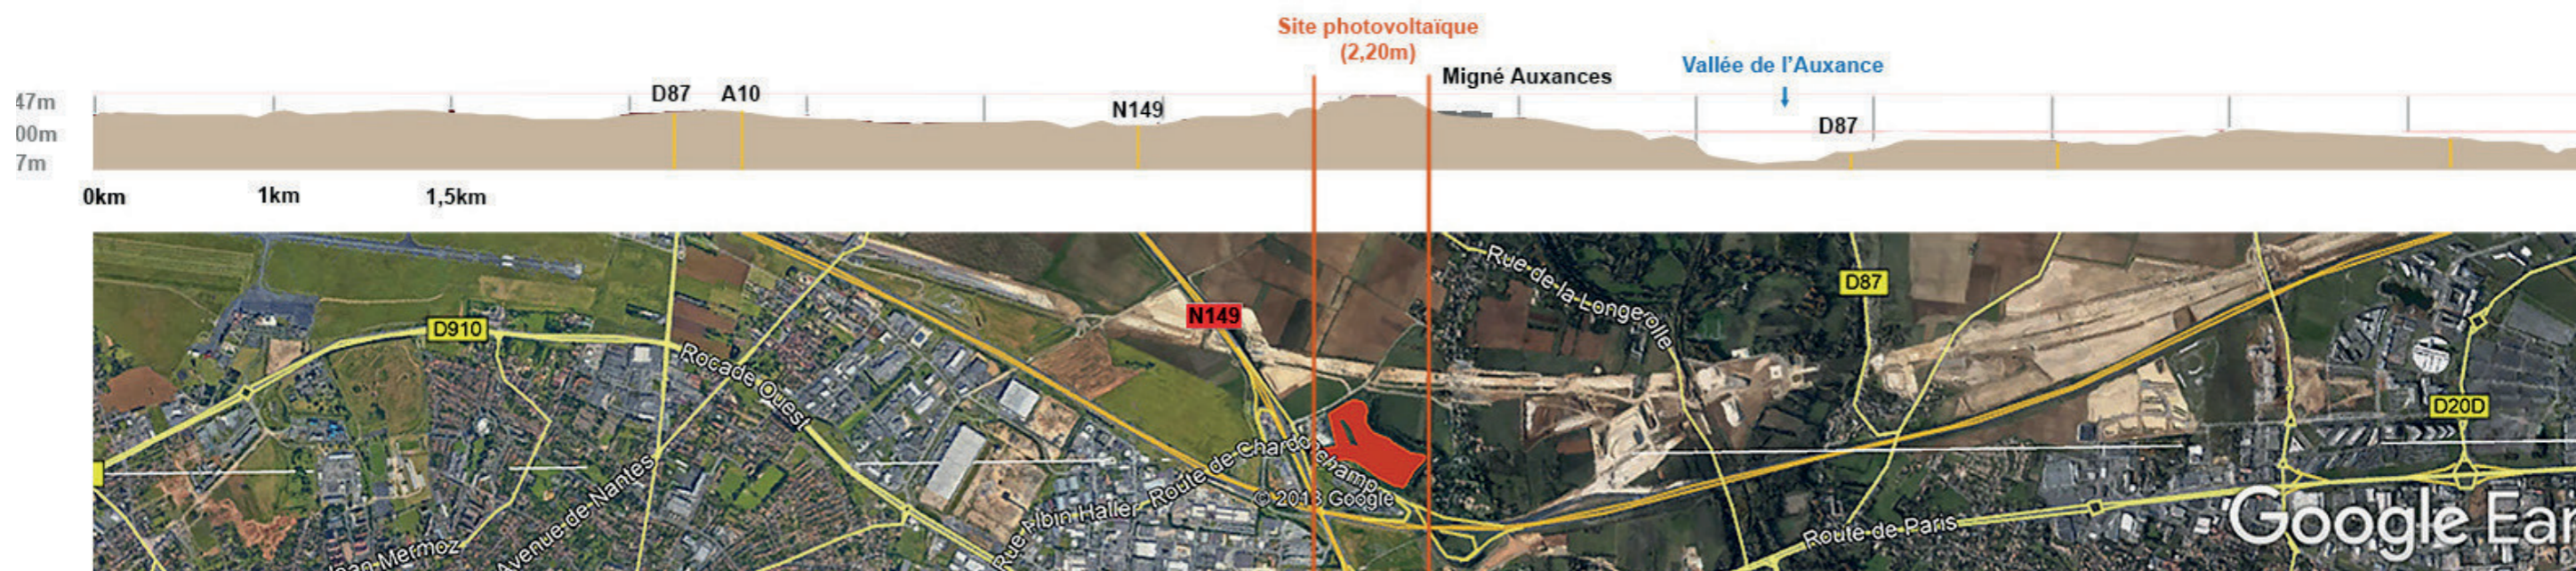 Site photovoltaïque
(2,20m)
Migné Auxances
Vallée de l'Auxance
D87
A10
N149
D87
47m
00m
7m
0km
1km
1,5km
D910
Rocade Ouest
N149
Rue de la Longerolle
D87
D20D
Avenue de Nantes
Jean Mermoz
Rue Albin Haller
Route de Chardonchamp
© 2018 Google
Route de Paris
Google Ear